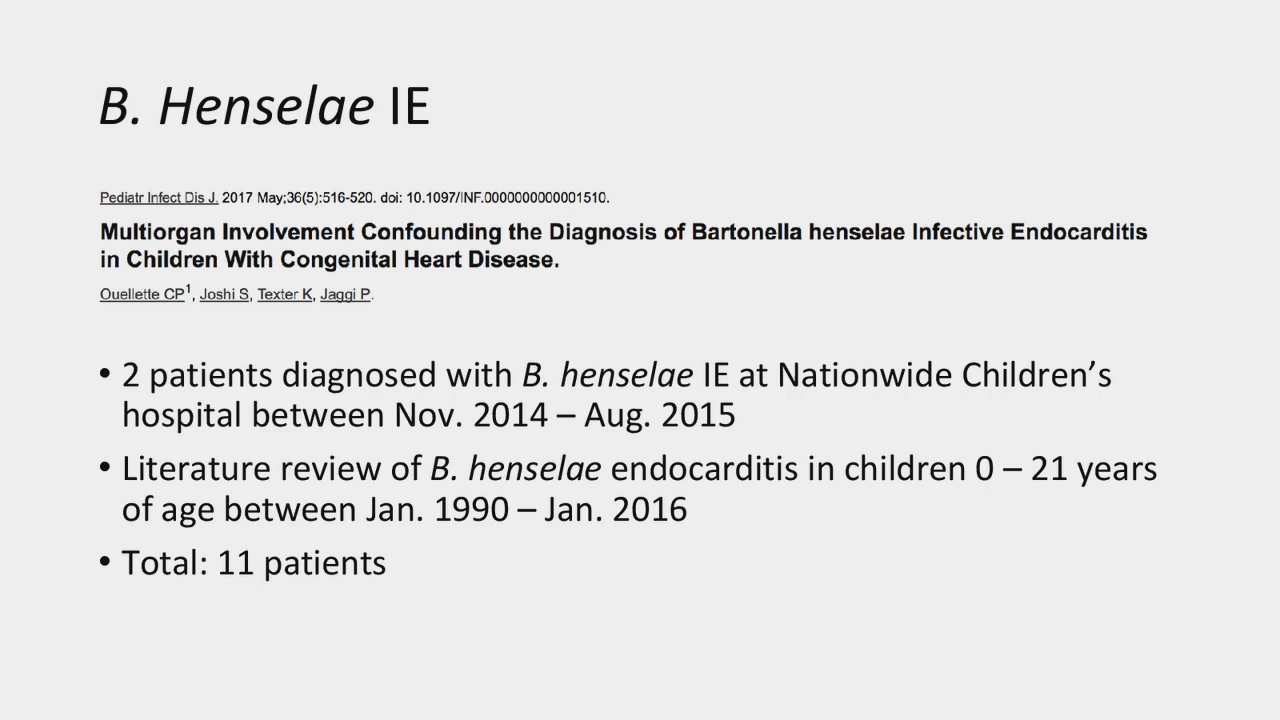 B. Henselae IE
Pediatr Infect Dis J. 2017 May;36(5):516-520. doi: 10.1097/INF.0000000000001510.
Multiorgan Involvement Confounding the Diagnosis of Bartonella henselae Infective Endocarditis
in Children With Congenital Heart Disease.
Ouellette CP1, Joshi S, Texter K, Jaggi P.
• 2 patients diagnosed with B. henselae IE at Nationwide Children’s
hospital between Nov. 2014 – Aug. 2015
• Literature review of B. henselae endocarditis in children 0 – 21 years
of age between Jan. 1990 – Jan. 2016
• Total: 11 patients